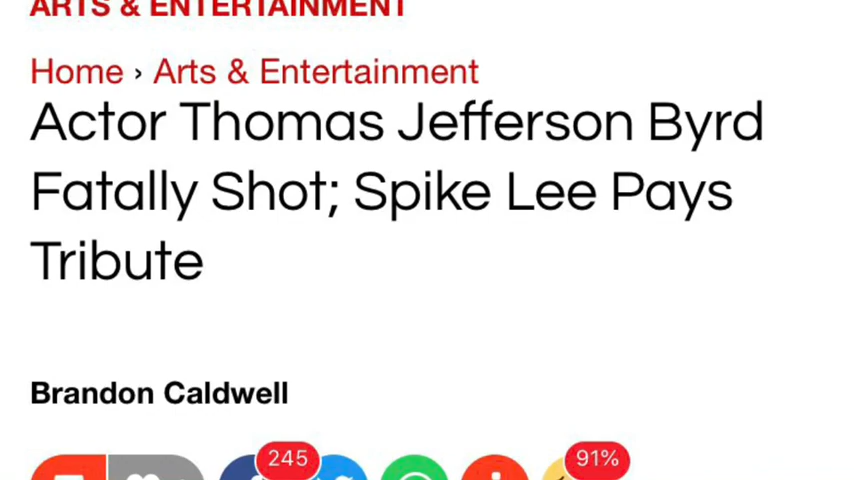 ARTS & ENTERTAINMENT
Home › Arts & Entertainment
Actor Thomas Jefferson Byrd
Fatally Shot; Spike Lee Pays
Tribute
Brandon Caldwell
245
91%